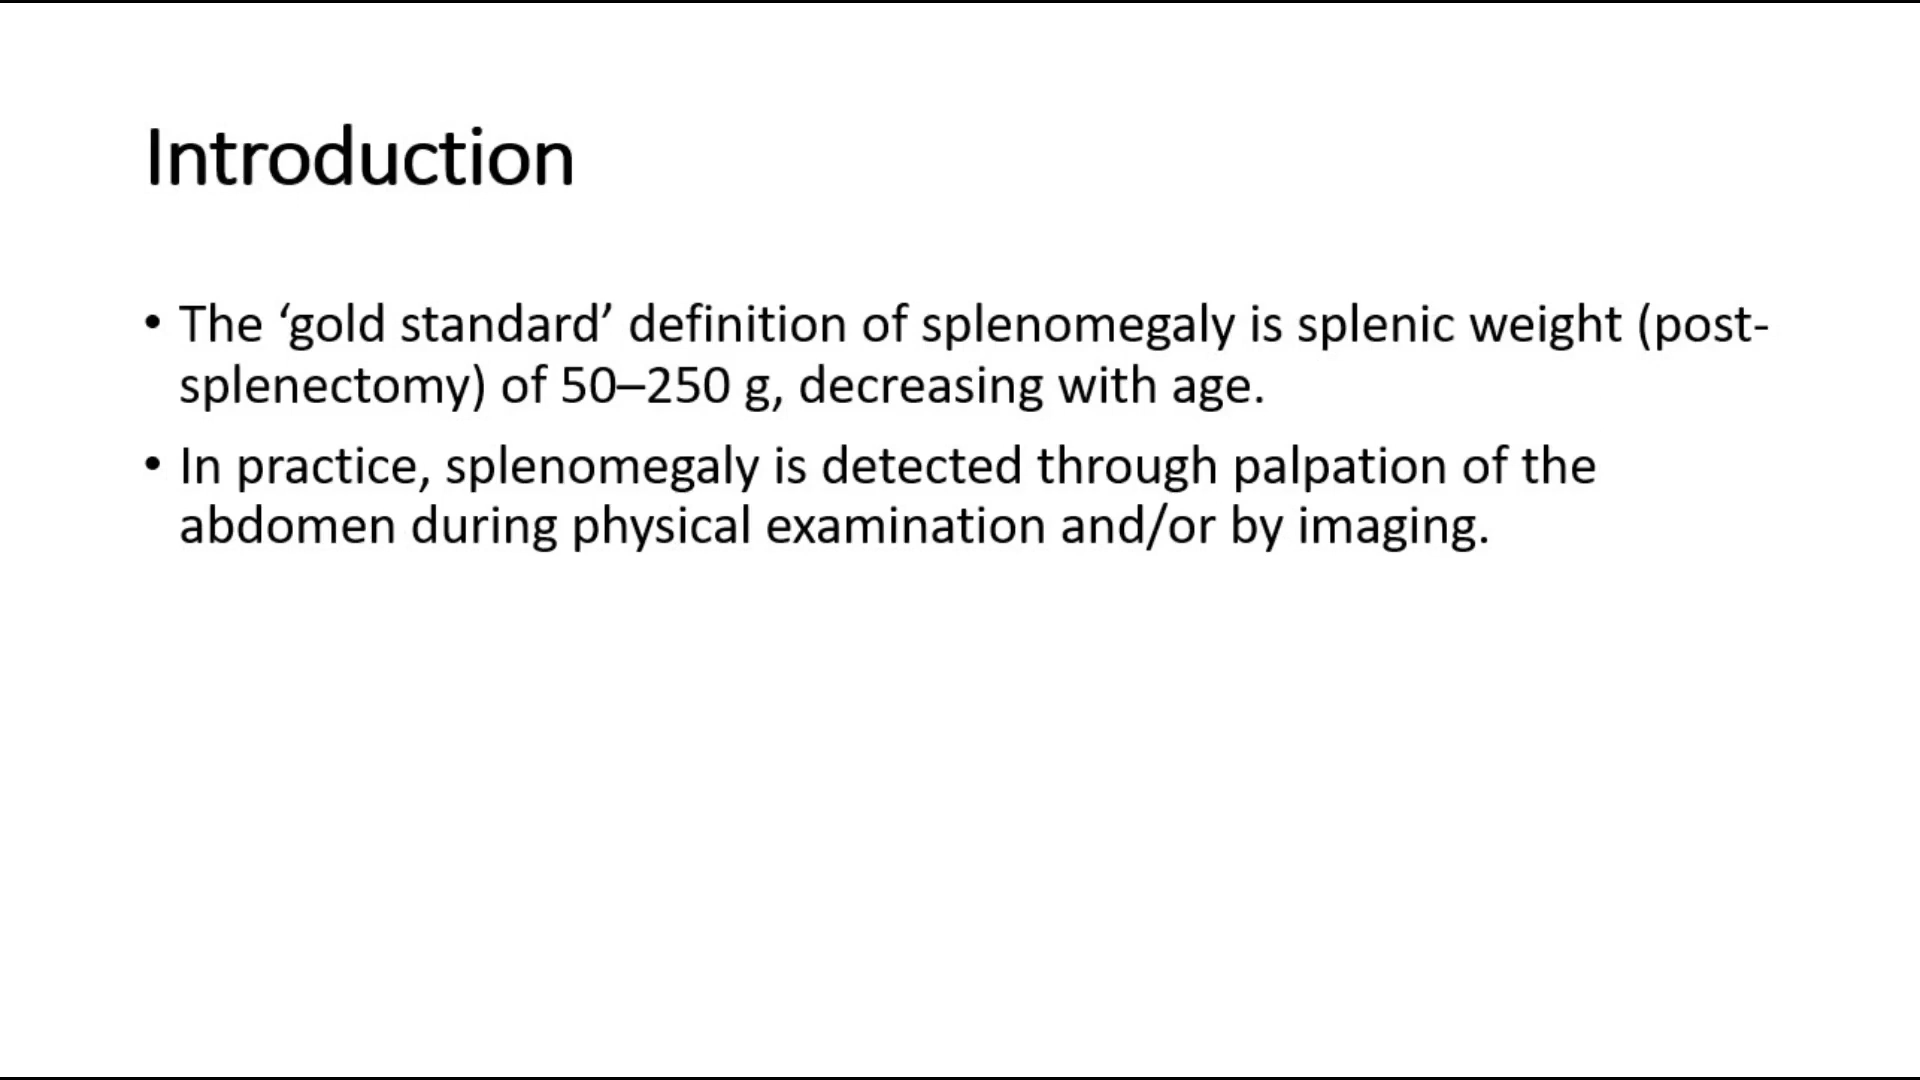 Introduction
• The ‘gold standard’ definition of splenomegaly is splenic weight (post-
splenectomy) of 50–250 g, decreasing with age.
• In practice, splenomegaly is detected through palpation of the
abdomen during physical examination and/or by imaging.